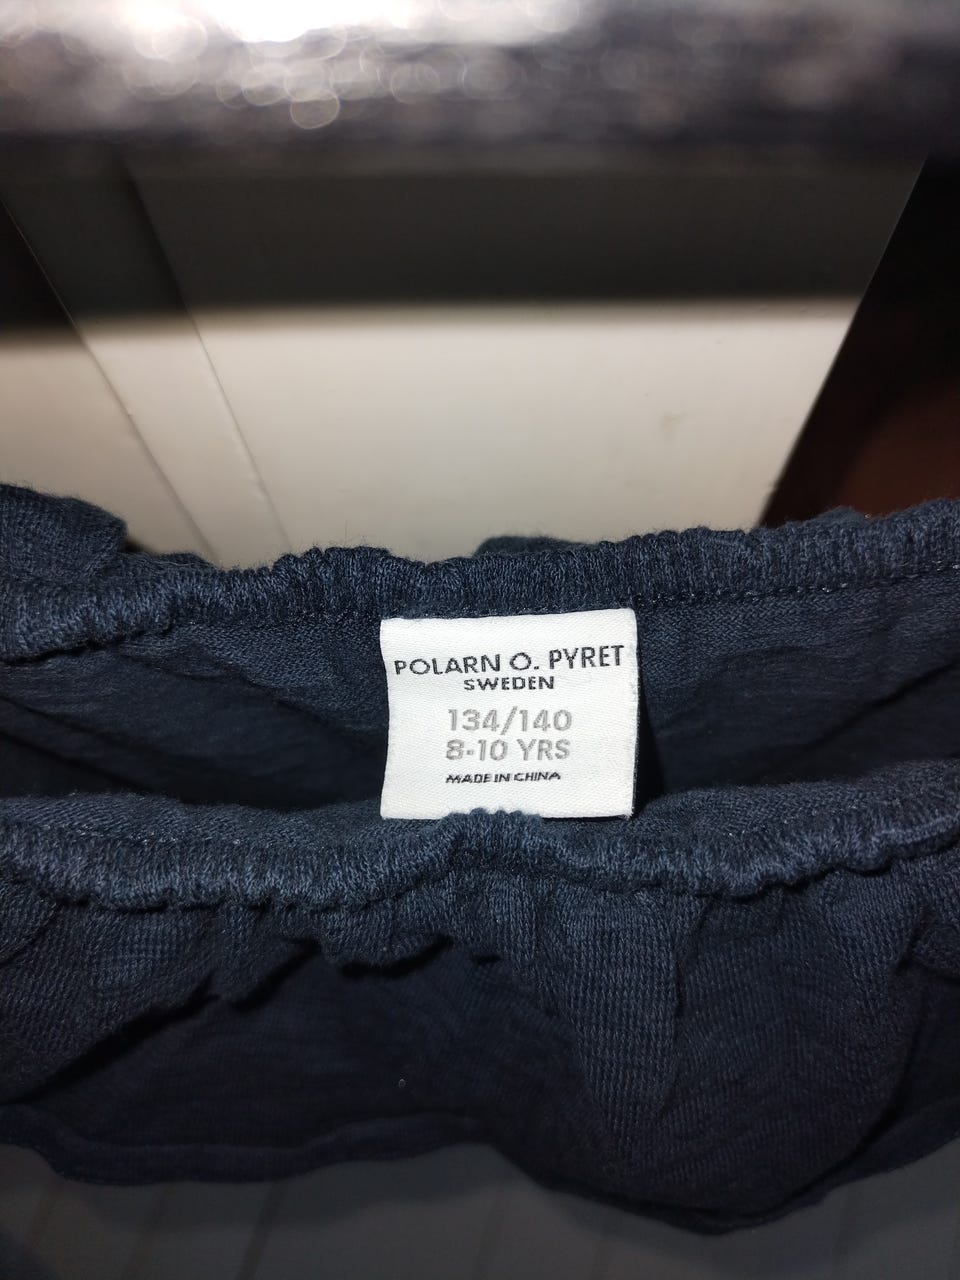 POLARN O. PYRET
SWEDEN
134/140
8-10 YRS
MADE IN CHINA